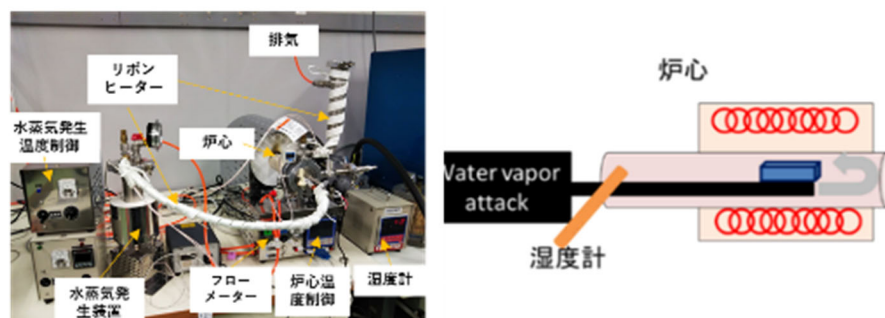 排気
リボン
ヒーター
水蒸気発生
温度制御
炉心
水蒸気発
生装置
フロー
メーター
炉心温
度制御
湿度計
炉心
Water vapor
attack
湿度計